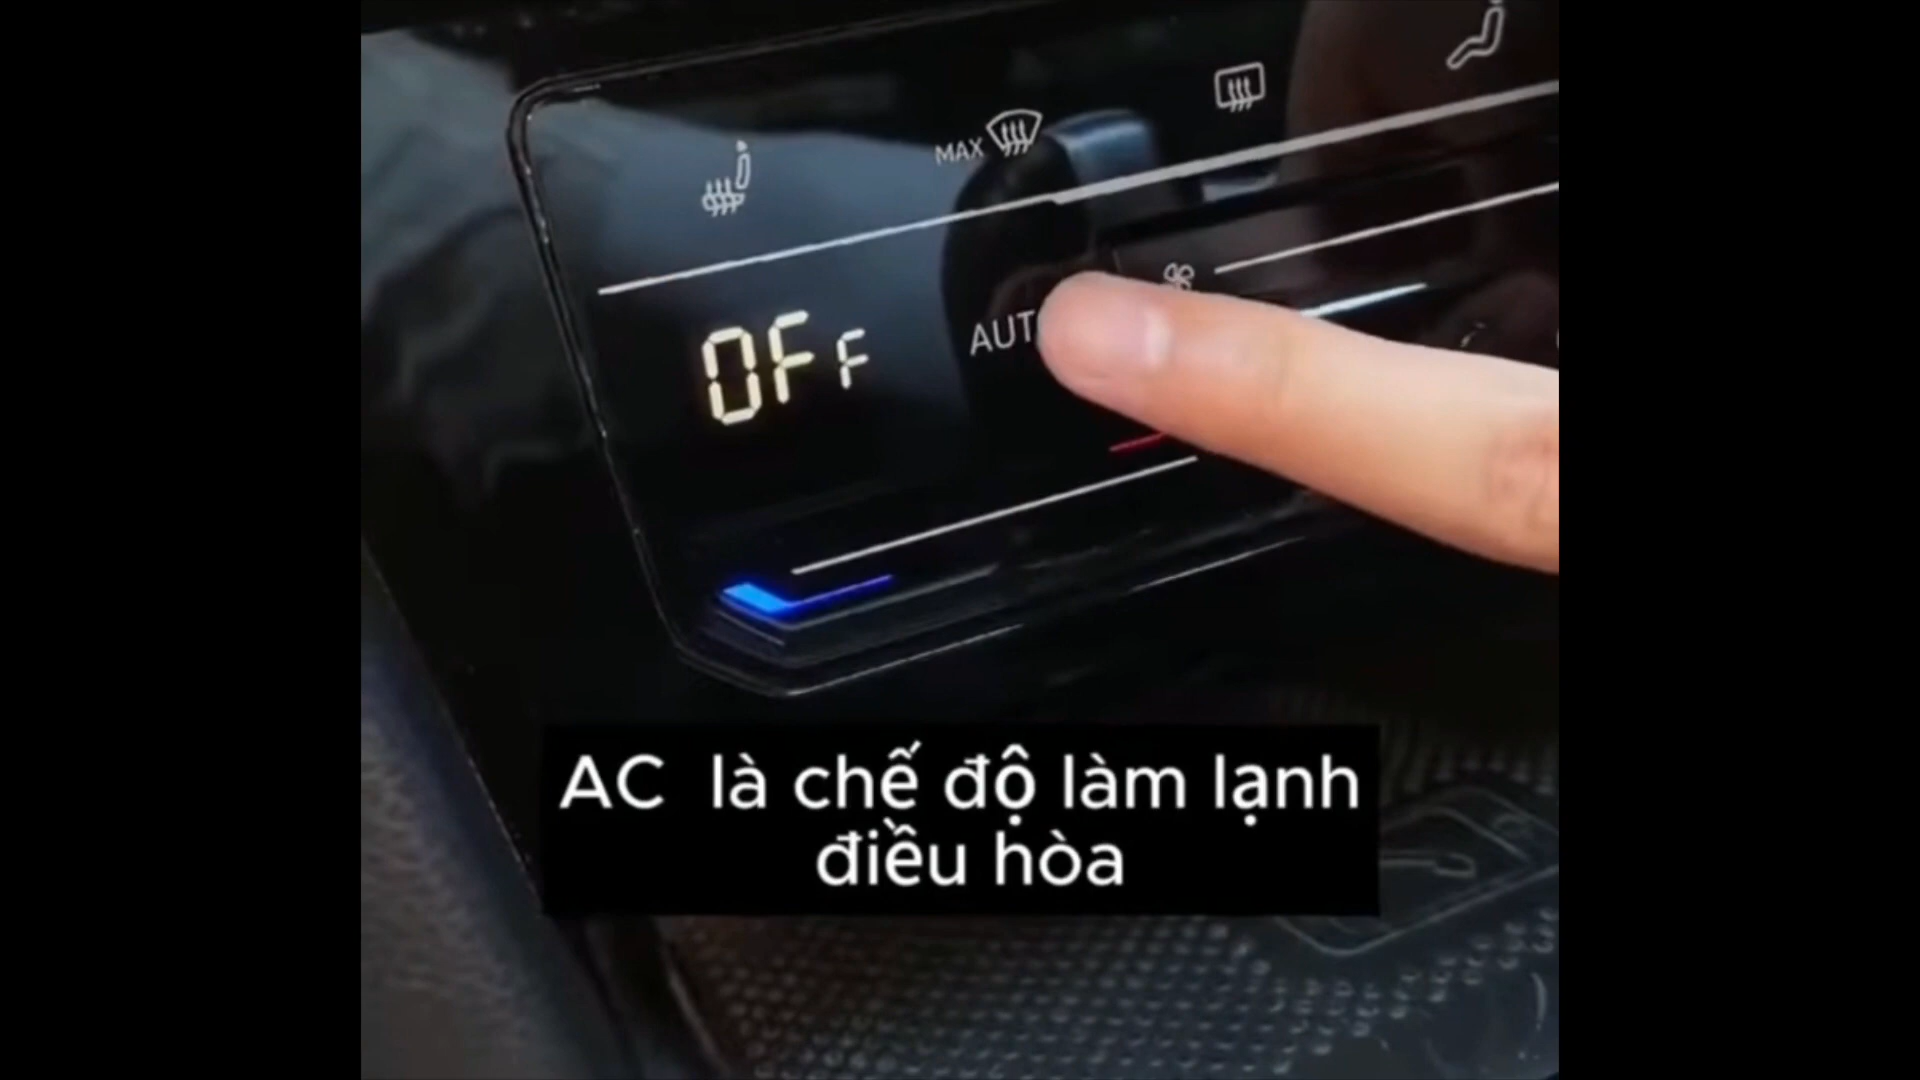 MAX
OFF
AUT
AC là chế độ làm lạnh
điều hòa